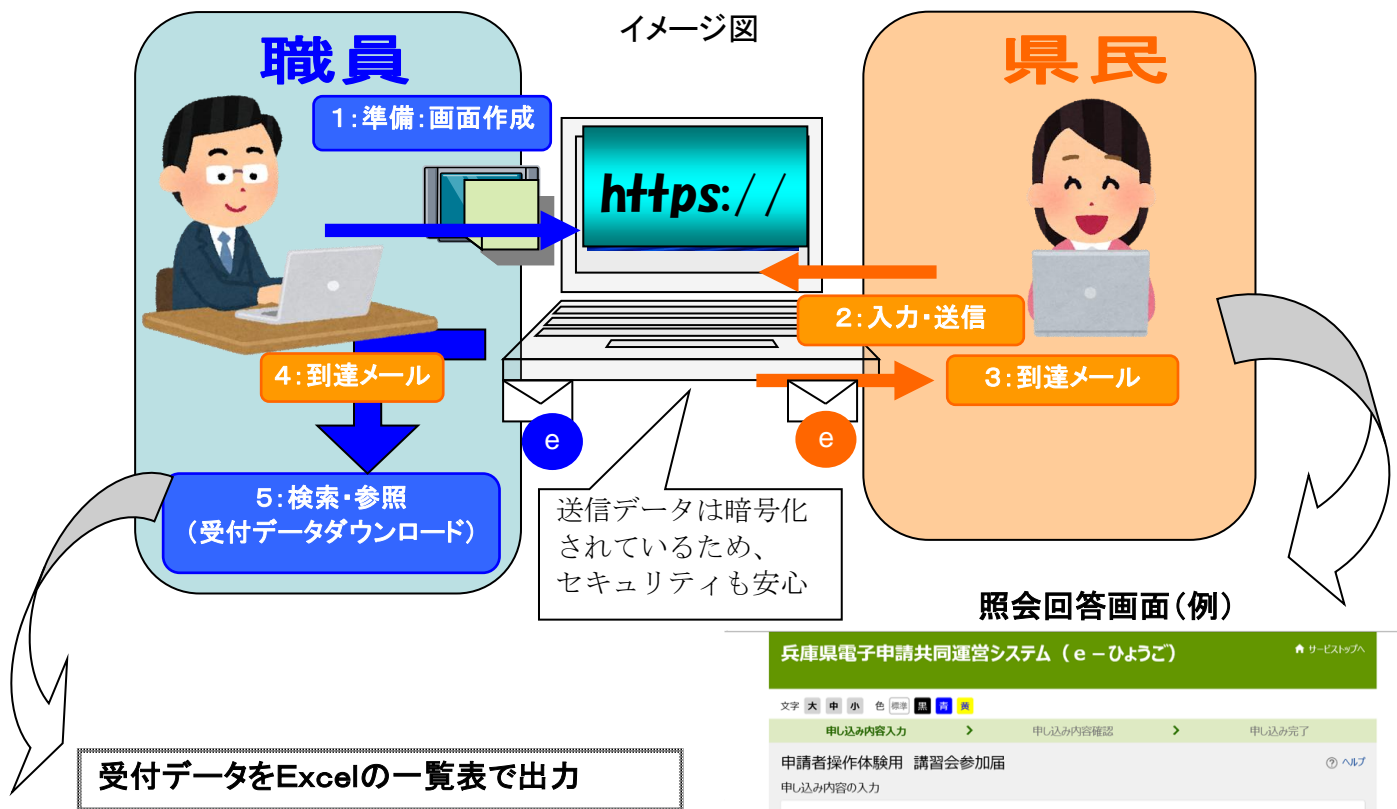 イメージ図
職員
県民
1:準備:画面作成
https://
2:入力・送信
4:到達メール
3:到達メール
e
e
5:検索・参照
(受付データダウンロード)
送信データは暗号化
されているため、
セキュリティも安心
照会回答画面(例)
兵庫県電子申請共同運営システム(e-ひょうご)
サービストップへ
文字 大 中 小 色 標準 黒 青 黄
申し込み内容入力 > 申し込み内容確認 > 申し込み完了
受付データをExcelの一覧表で出力
申請者操作体験用 講習会参加届
? ヘルプ
申し込み内容の入力